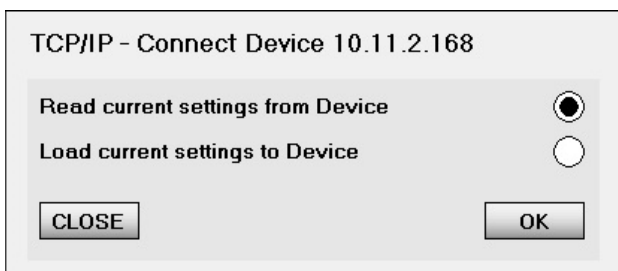 TCP/IP - Connect Device 10.11.2.168
Read current settings from Device
Load current settings to Device
CLOSE OK